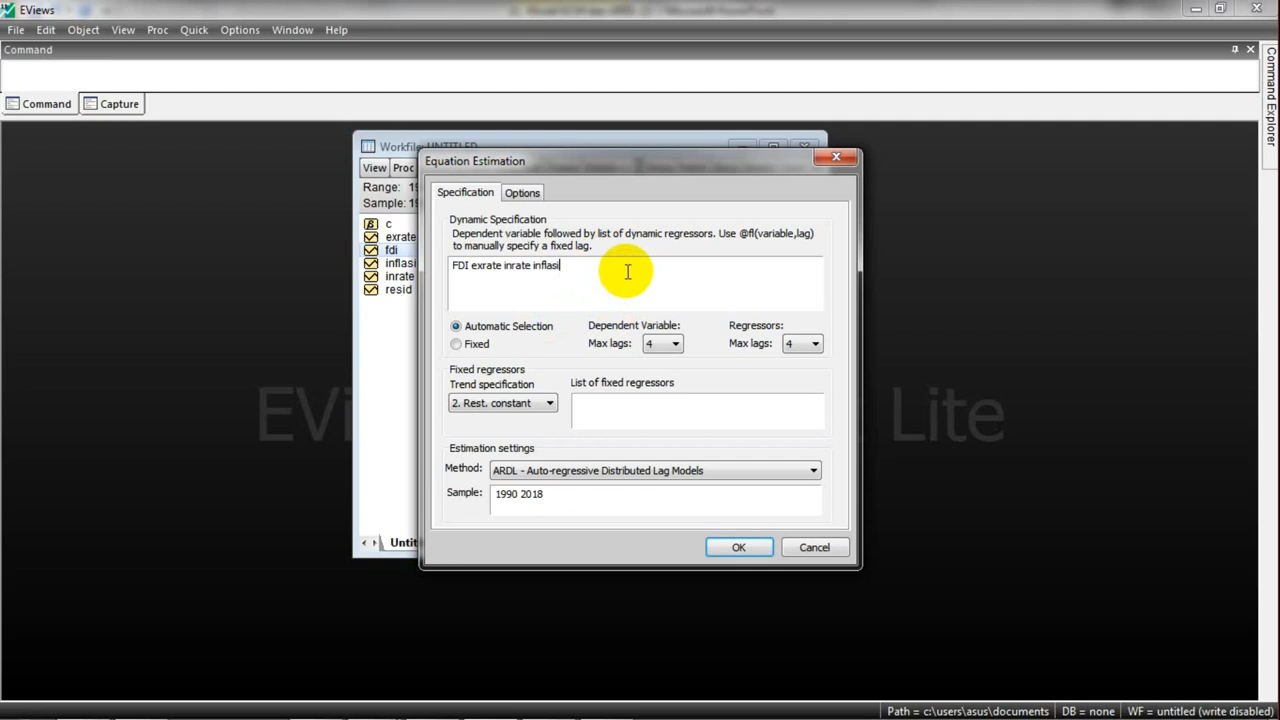 EViews
File Edit Object View Proc Quick Options Window Help
Command
Command Capture
Command Explorer
Workfile: UNTITLED
View Proc
Range: 19
Sample: 19
c
exrate
fdi
inflasi
inrate
resid
Untit
Equation Estimation
Specification Options
Dynamic Specification
Dependent variable followed by list of dynamic regressors. Use @fl(variable,lag)
to manually specify a fixed lag.
FDI exrate inrate inflasi
Automatic Selection
Fixed
Dependent Variable:
Max lags: 4
Regressors:
Max lags: 4
Fixed regressors
Trend specification
2. Rest. constant
List of fixed regressors
Estimation settings
Method: ARDL - Auto-regressive Distributed Lag Models
Sample: 1990 2018
OK Cancel
EVi Lite
Path = c:\users\asus\documents DB = none WF = untitled (write disabled)